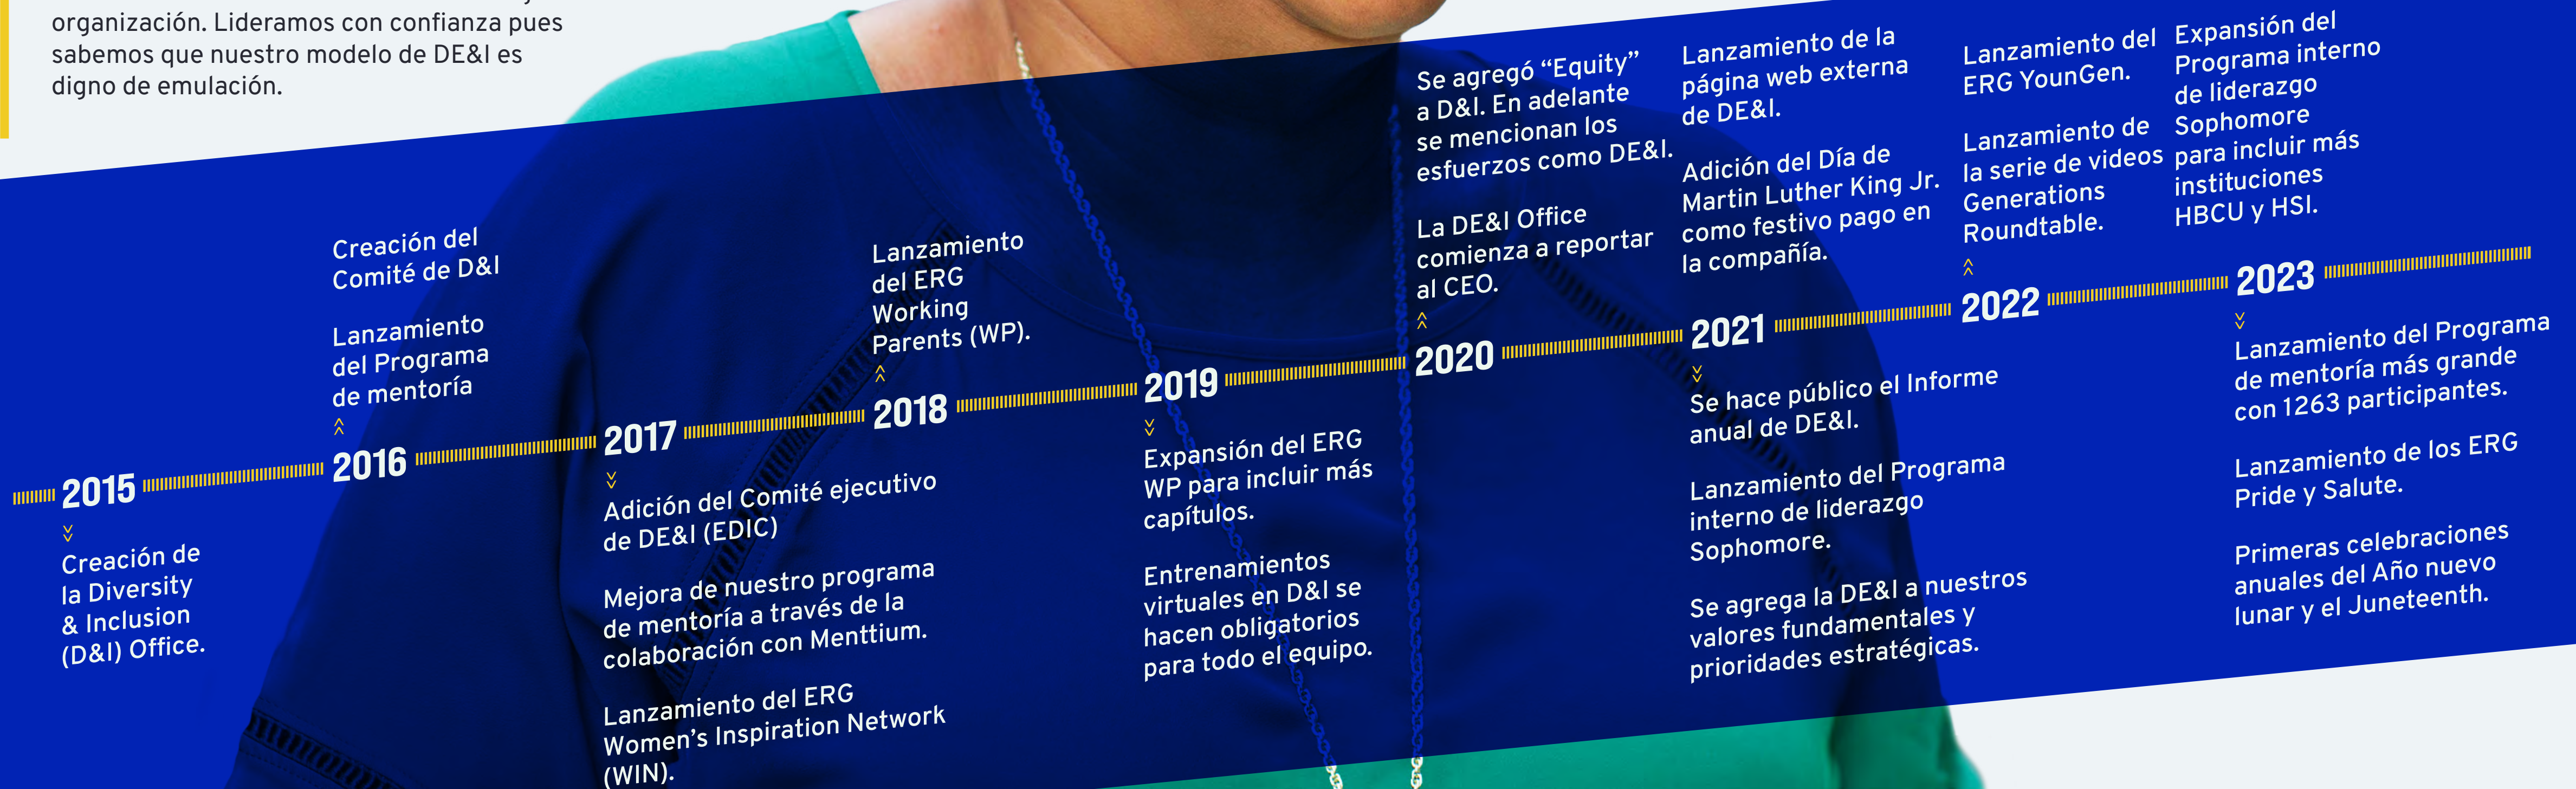 organización. Lideramos con confianza pues
sabemos que nuestro modelo de DE&I es
digno de emulación.
2015
Creación de
la Diversity
& Inclusion
(D&I) Office.
Creación del
Comité de D&I
Lanzamiento
del Programa
de mentoría
2016
2017
Adición del Comité ejecutivo
de DE&I (EDIC)
Mejora de nuestro programa
de mentoría a través de la
colaboración con Menttium.
Lanzamiento del ERG
Women’s Inspiration Network
(WIN).
Lanzamiento
del ERG
Working
Parents (WP).
2018
2019
Expansión del ERG
WP para incluir más
capítulos.
Entrenamientos
virtuales en D&I se
hacen obligatorios
para todo el equipo.
Se agregó “Equity”
a D&I. En adelante
se mencionan los
esfuerzos como DE&I.
La DE&I Office
comienza a reportar
al CEO.
2020
Lanzamiento de la
página web externa
de DE&I.
Adición del Día de
Martin Luther King Jr.
como festivo pago en
la compañía.
2021
Se hace público el Informe
anual de DE&I.
Lanzamiento del Programa
interno de liderazgo
Sophomore.
Se agrega la DE&I a nuestros
valores fundamentales y
prioridades estratégicas.
Lanzamiento del
ERG YounGen.
Lanzamiento de
la serie de videos
Generations
Roundtable.
2022
Expansión del
Programa interno
de liderazgo
Sophomore
para incluir más
instituciones
HBCU y HSI.
2023
Lanzamiento del Programa
de mentoría más grande
con 1263 participantes.
Lanzamiento de los ERG
Pride y Salute.
Primeras celebraciones
anuales del Año nuevo
lunar y el Juneteenth.